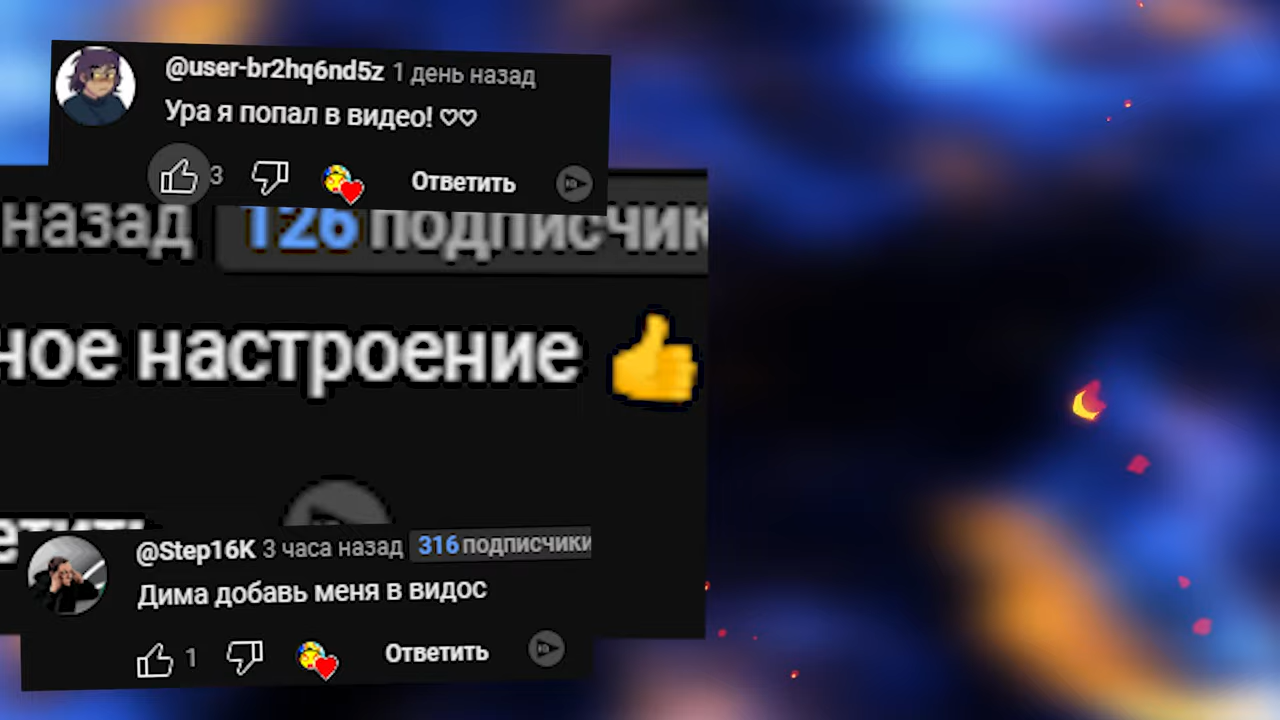 @user-br2hq6nd5z 1 день назад
Ура я попал в видео! ♡♡
3
Ответить
назад 126 подписчик
ное настроение 👍
@Step16K 3 часа назад 316 подписчики
Дима добавь меня в видос
1
Ответить